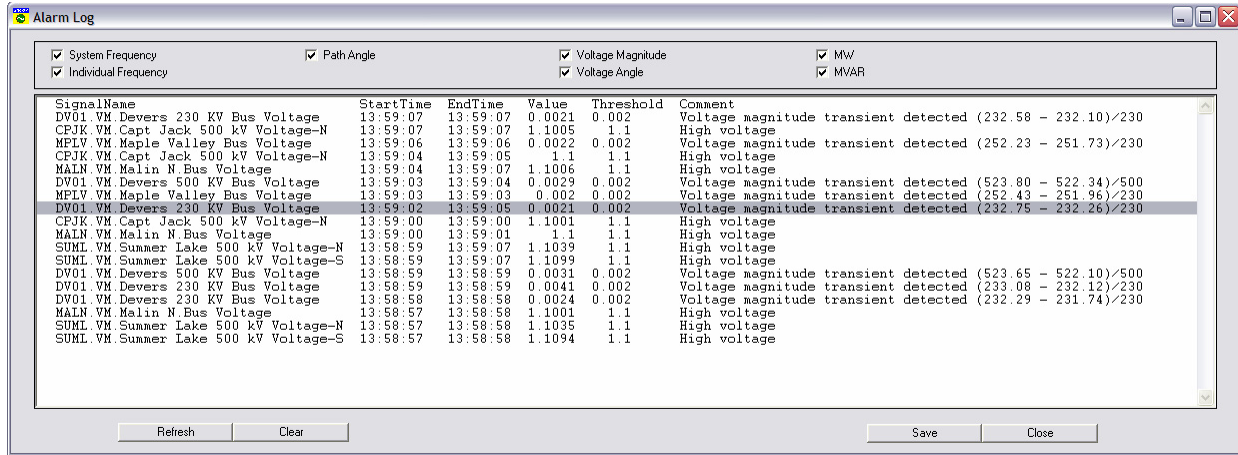 Alarm Log
System Frequency Path Angle Voltage Magnitude MW
Individual Frequency Voltage Angle MVAR
SignalName StartTime EndTime Value Threshold Comment
DV01.VM.Devers 230 KV Bus Voltage 13:59:07 13:59:07 0.0021 0.002 Voltage magnitude transient detected (232.58 - 232.10)/230
CPJK.VM.Capt Jack 500 kV Voltage-N 13:59:07 13:59:07 1.1005 1.1 High voltage
MPLV.VM.Maple Valley Bus Voltage 13:59:06 13:59:06 0.0022 0.002 Voltage magnitude transient detected (252.23 - 251.73)/230
CPJK.VM.Capt Jack 500 kV Voltage-N 13:59:04 13:59:05 1.1 1.1 High voltage
MALN.VM.Malin N.Bus Voltage 13:59:04 13:59:07 1.1006 1.1 High voltage
DV01.VM.Devers 500 KV Bus Voltage 13:59:03 13:59:04 0.0029 0.002 Voltage magnitude transient detected (523.80 - 522.34)/500
MPLV.VM.Maple Valley Bus Voltage 13:59:03 13:59:03 0.002 0.002 Voltage magnitude transient detected (252.43 - 251.96)/230
DV01.VM.Devers 230 KV Bus Voltage 13:59:02 13:59:05 0.0021 0.002 Voltage magnitude transient detected (232.75 - 232.26)/230
CPJK.VM.Capt Jack 500 kV Voltage-N 13:59:00 13:59:00 1.1001 1.1 High voltage
MALN.VM.Malin N.Bus Voltage 13:59:00 13:59:01 1.1 1.1 High voltage
SUML.VM.Summer Lake 500 kV Voltage-N 13:58:59 13:59:07 1.1039 1.1 High voltage
SUML.VM.Summer Lake 500 kV Voltage-S 13:58:59 13:59:07 1.1099 1.1 High voltage
DV01.VM.Devers 500 KV Bus Voltage 13:58:59 13:58:59 0.0031 0.002 Voltage magnitude transient detected (523.65 - 522.10)/500
DV01.VM.Devers 230 KV Bus Voltage 13:58:59 13:58:59 0.0041 0.002 Voltage magnitude transient detected (233.08 - 232.12)/230
DV01.VM.Devers 230 KV Bus Voltage 13:58:58 13:58:58 0.0024 0.002 Voltage magnitude transient detected (232.29 - 231.74)/230
MALN.VM.Malin N.Bus Voltage 13:58:57 13:58:58 1.1001 1.1 High voltage
SUML.VM.Summer Lake 500 kV Voltage-N 13:58:57 13:58:58 1.1035 1.1 High voltage
SUML.VM.Summer Lake 500 kV Voltage-S 13:58:57 13:58:58 1.1094 1.1 High voltage
Refresh Clear Save Close